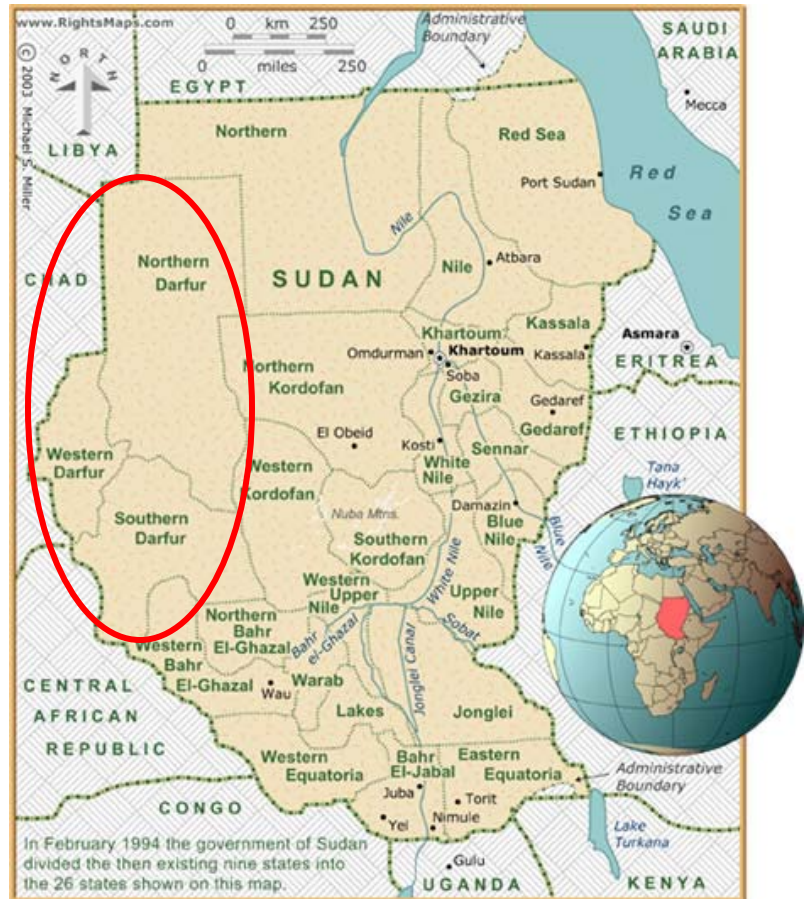 www.RightsMaps.com
© 2003 Michael S. Miller
NORTH
0 km 250
0 miles 250
Administrative
Boundary
SAUDI
ARABIA
EGYPT
Mecca
LIBYA
Northern
Red Sea
Port Sudan
Red
Sea
Nile
CHAD
Northern
Darfur
SUDAN
Nile
Atbara
Khartoum
Kassala
Omdurman
Khartoum
Kassala
Asmara
Soba
ERITREA
Northern
Kordofan
Gezira
Gedaref
Gedaref
ETHIOPIA
El Obeid
Kosti
Sennar
Western
Darfur
Western
Kordofan
White
Nile
Tana
Hayk'
Southern
Darfur
Nuba Mtns.
Damazin
Blue
Nile
Blue
Nile
Southern
Kordofan
White Nile
Western
Upper
Nile
Upper
Nile
Northern
Bahr
El-Ghazal
Bahr
el-Ghazal
Sobat
Western
Bahr
El-Ghazal
Warab
Jonglei Canal
CENTRAL
AFRICAN
REPUBLIC
Wau
Lakes
Jonglei
Western
Equatoria
Bahr
El-Jabal
Eastern
Equatoria
Administrative
Boundary
Juba
Torit
CONGO
Yei
Nimule
Lake
Turkana
In February 1994 the government of Sudan
divided the then existing nine states into
the 26 states shown on this map.
Gulu
UGANDA
KENYA